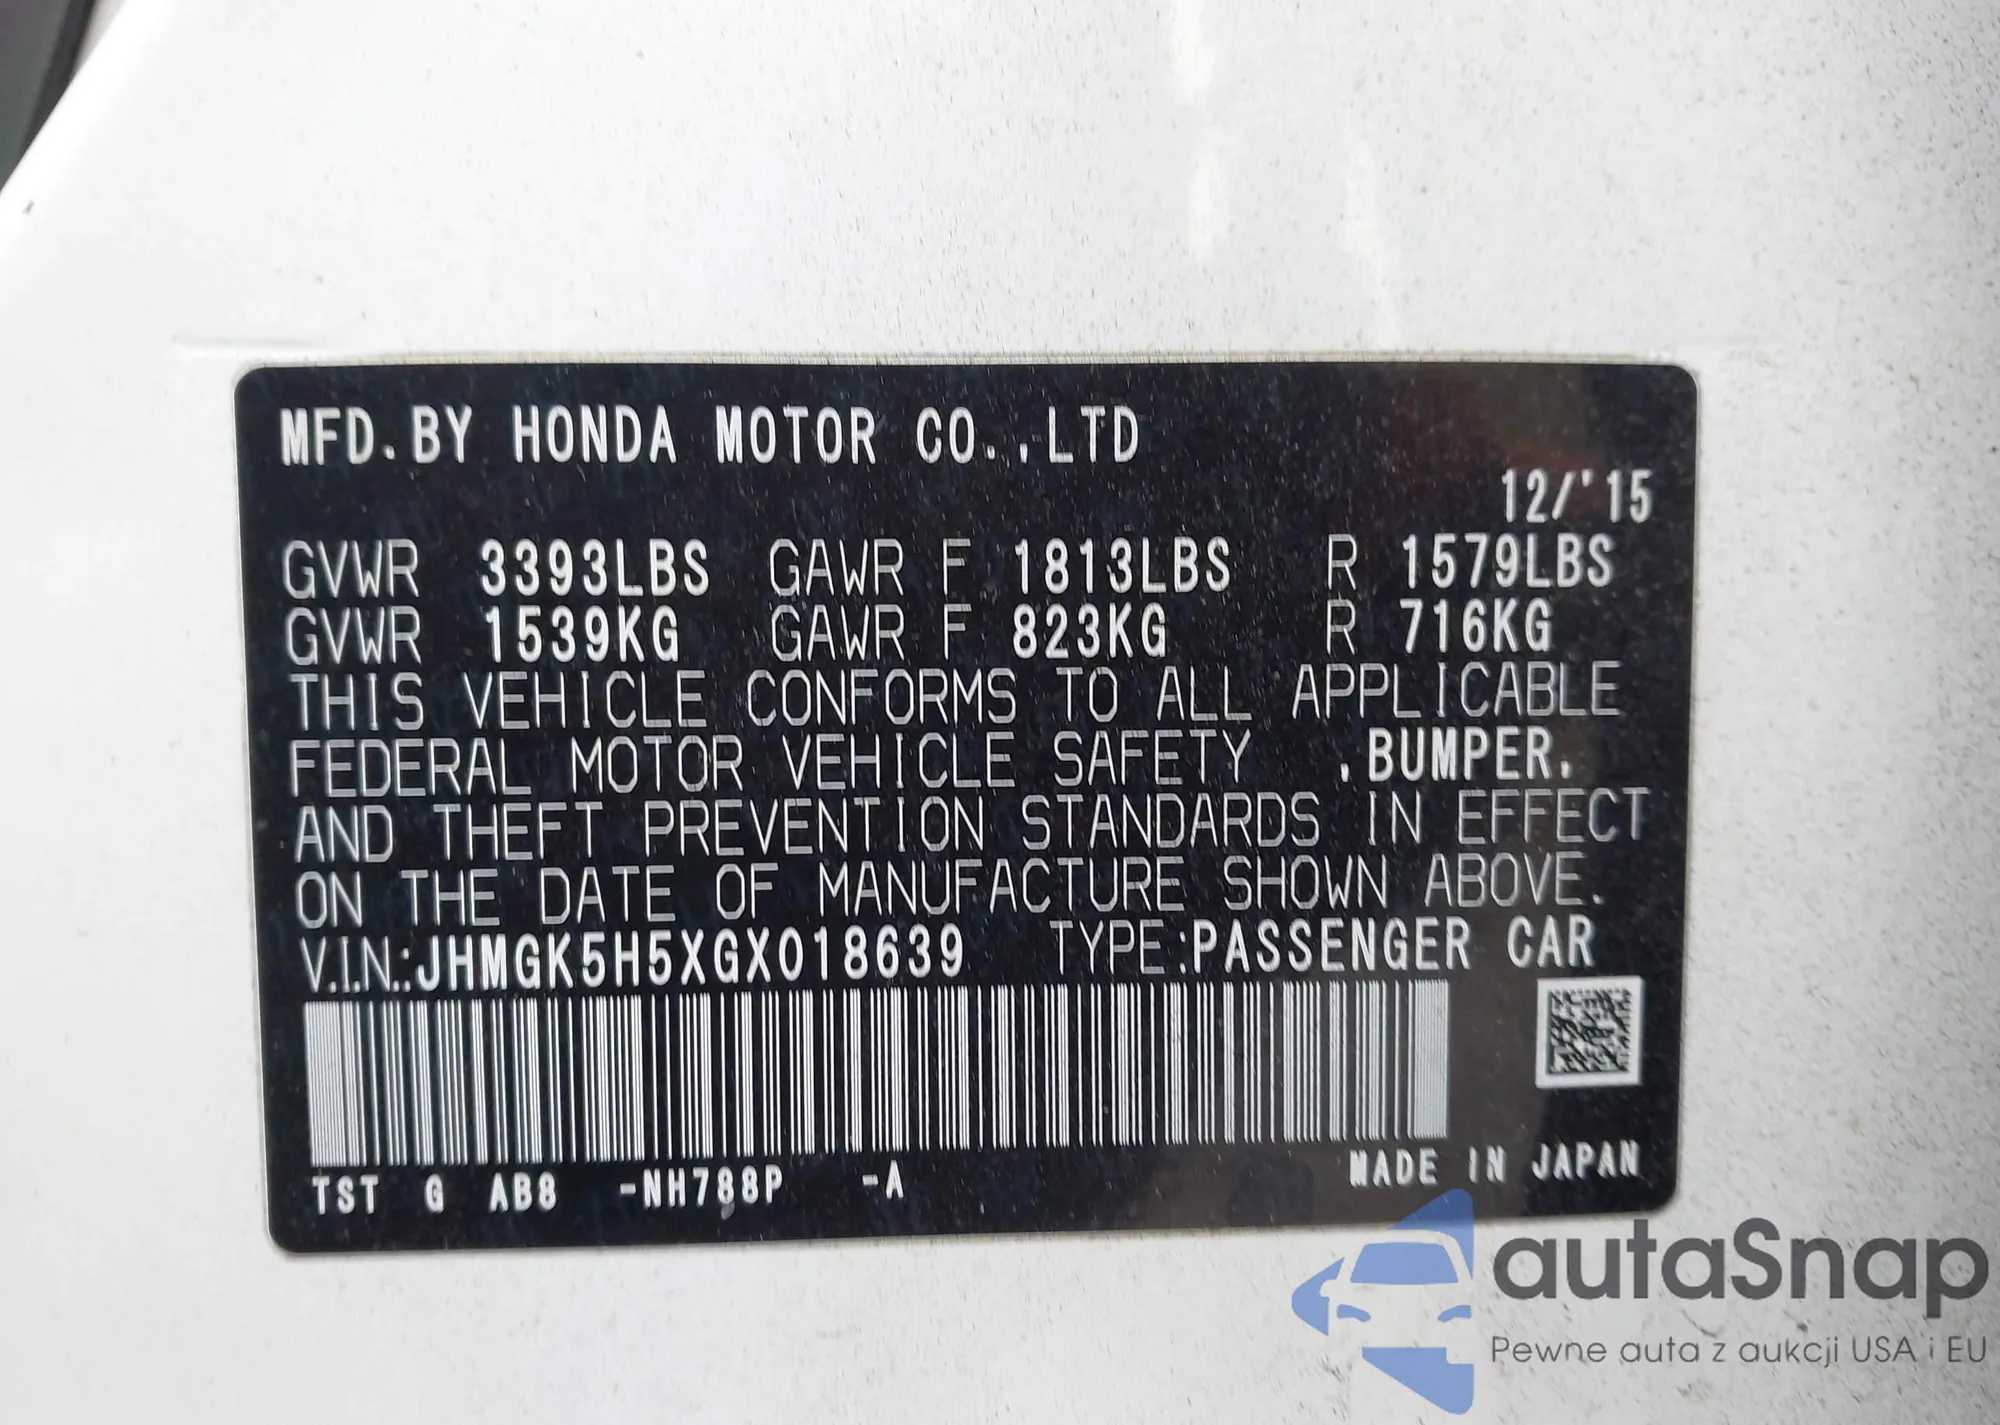 MFD.BY HONDA MOTOR CO.,LTD
12/'15
GVWR 3393LBS GAWR F 1813LBS R 1579LBS
GVWR 1539KG GAWR F 823KG R 716KG
THIS VEHICLE CONFORMS TO ALL APPLICABLE
FEDERAL MOTOR VEHICLE SAFETY ,BUMPER,
AND THEFT PREVENTION STANDARDS IN EFFECT
ON THE DATE OF MANUFACTURE SHOWN ABOVE.
V.I.N.:JHMGK5H5XGX018639 TYPE:PASSENGER CAR
MADE IN JAPAN
TST G AB8 -NH788P -A
autaSnap
Pewne auta z aukcji USA i EU